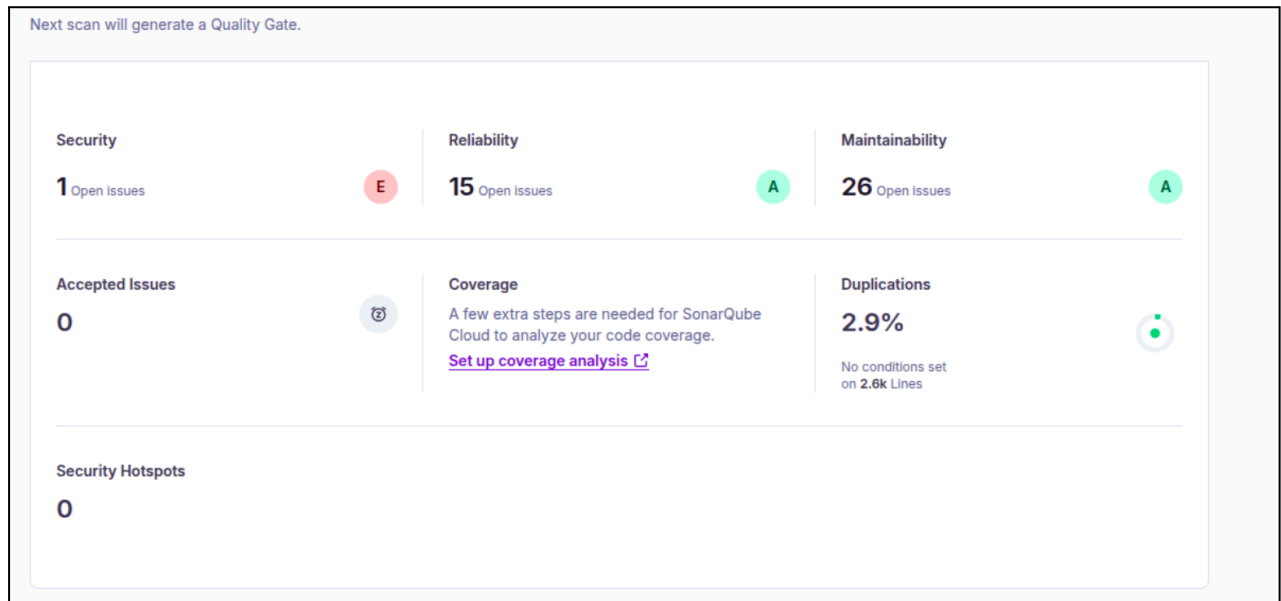 Next scan will generate a Quality Gate.
Security
1 Open issues
E
Reliability
15 Open issues
A
Maintainability
26 Open issues
A
Accepted Issues
0
Coverage
A few extra steps are needed for SonarQube
Cloud to analyze your code coverage.
Set up coverage analysis
Duplications
2.9%
No conditions set
on 2.6k Lines
Security Hotspots
0